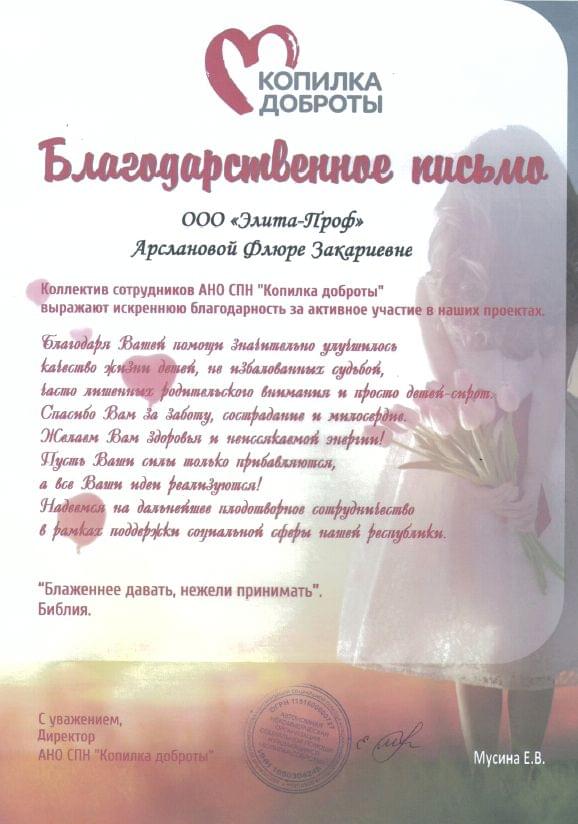 КОПИЛКА
ДОБРОТЫ
Благодарственное письмо
ООО «Элита-Проф»
Арслановой Флюре Закариевне
Коллектив сотрудников АНО СПН "Копилка доброты"
выражают искреннюю благодарность за активное участие в наших проектах.
Благодаря Вашей помощи значительно улучшилось
качество жизни детей, не избалованных судьбой,
часто лишенных родительского внимания и просто детей-сирот.
Спасибо Вам за заботу, сострадание и милосердие.
Желаем Вам здоровья и неиссякаемой энергии!
Пусть Ваши силы только прибавляются,
а все Ваши идеи реализуются!
Надеемся на дальнейшее плодотворное сотрудничество
в рамках поддержки социальной сферы нашей республики.
“Блаженнее давать, нежели принимать”.
Библия.
С уважением,
Директор
АНО СПН "Копилка доброты"
АВТОНОМНАЯ
НЕКОММЕРЧЕСКАЯ
ОРГАНИЗАЦИЯ
Мусина Е.В.